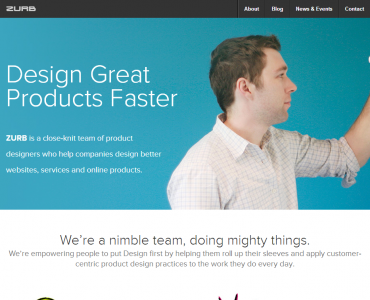 ZURB
About Blog News & Events Contact
Design Great
Products Faster
ZURB is a close-knit team of product
designers who help companies design better
websites, services and online products.
We're a nimble team, doing mighty things.
We're empowering people to put Design first by helping them roll up their sleeves and apply customer-
centric product design practices to the work they do every day.